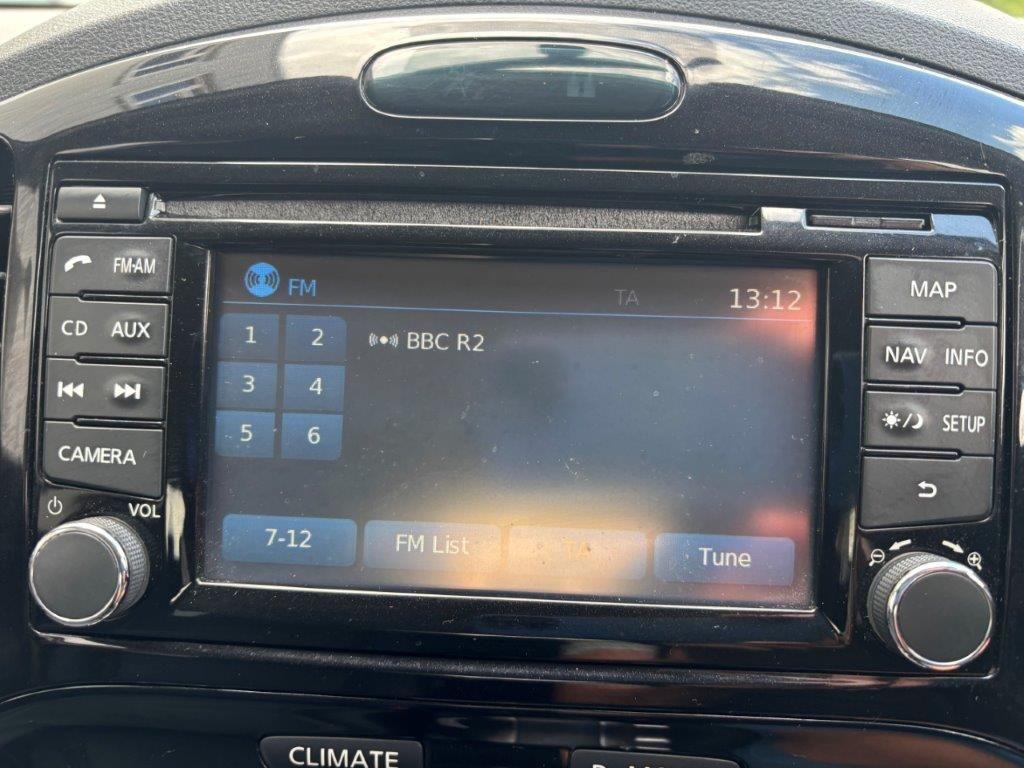 FM·AM
CD AUX
CAMERA
VOL
FM
TA
13:12
1 2
BBC R2
3 4
5 6
7-12 FM List TA Tune
MAP
NAV INFO
SETUP
CLIMATE